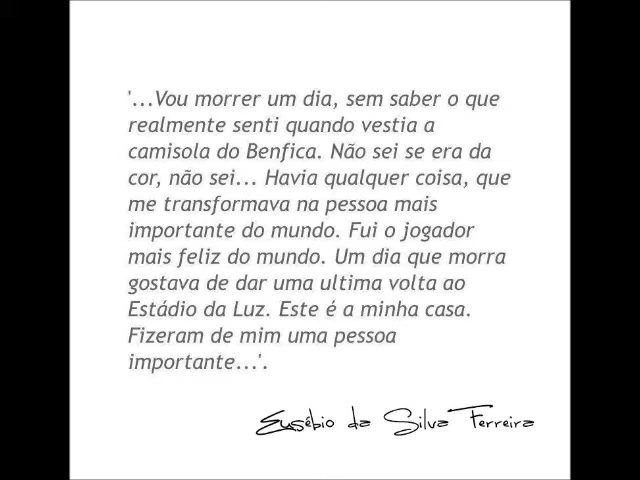 '...Vou morrer um dia, sem saber o que
realmente senti quando vestia a
camisola do Benfica. Não sei se era da
cor, não sei... Havia qualquer coisa, que
me transformava na pessoa mais
importante do mundo. Fui o jogador
mais feliz do mundo. Um dia que morra
gostava de dar uma ultima volta ao
Estádio da Luz. Este é a minha casa.
Fizeram de mim uma pessoa
importante...'.
Eusébio da Silva Ferreira